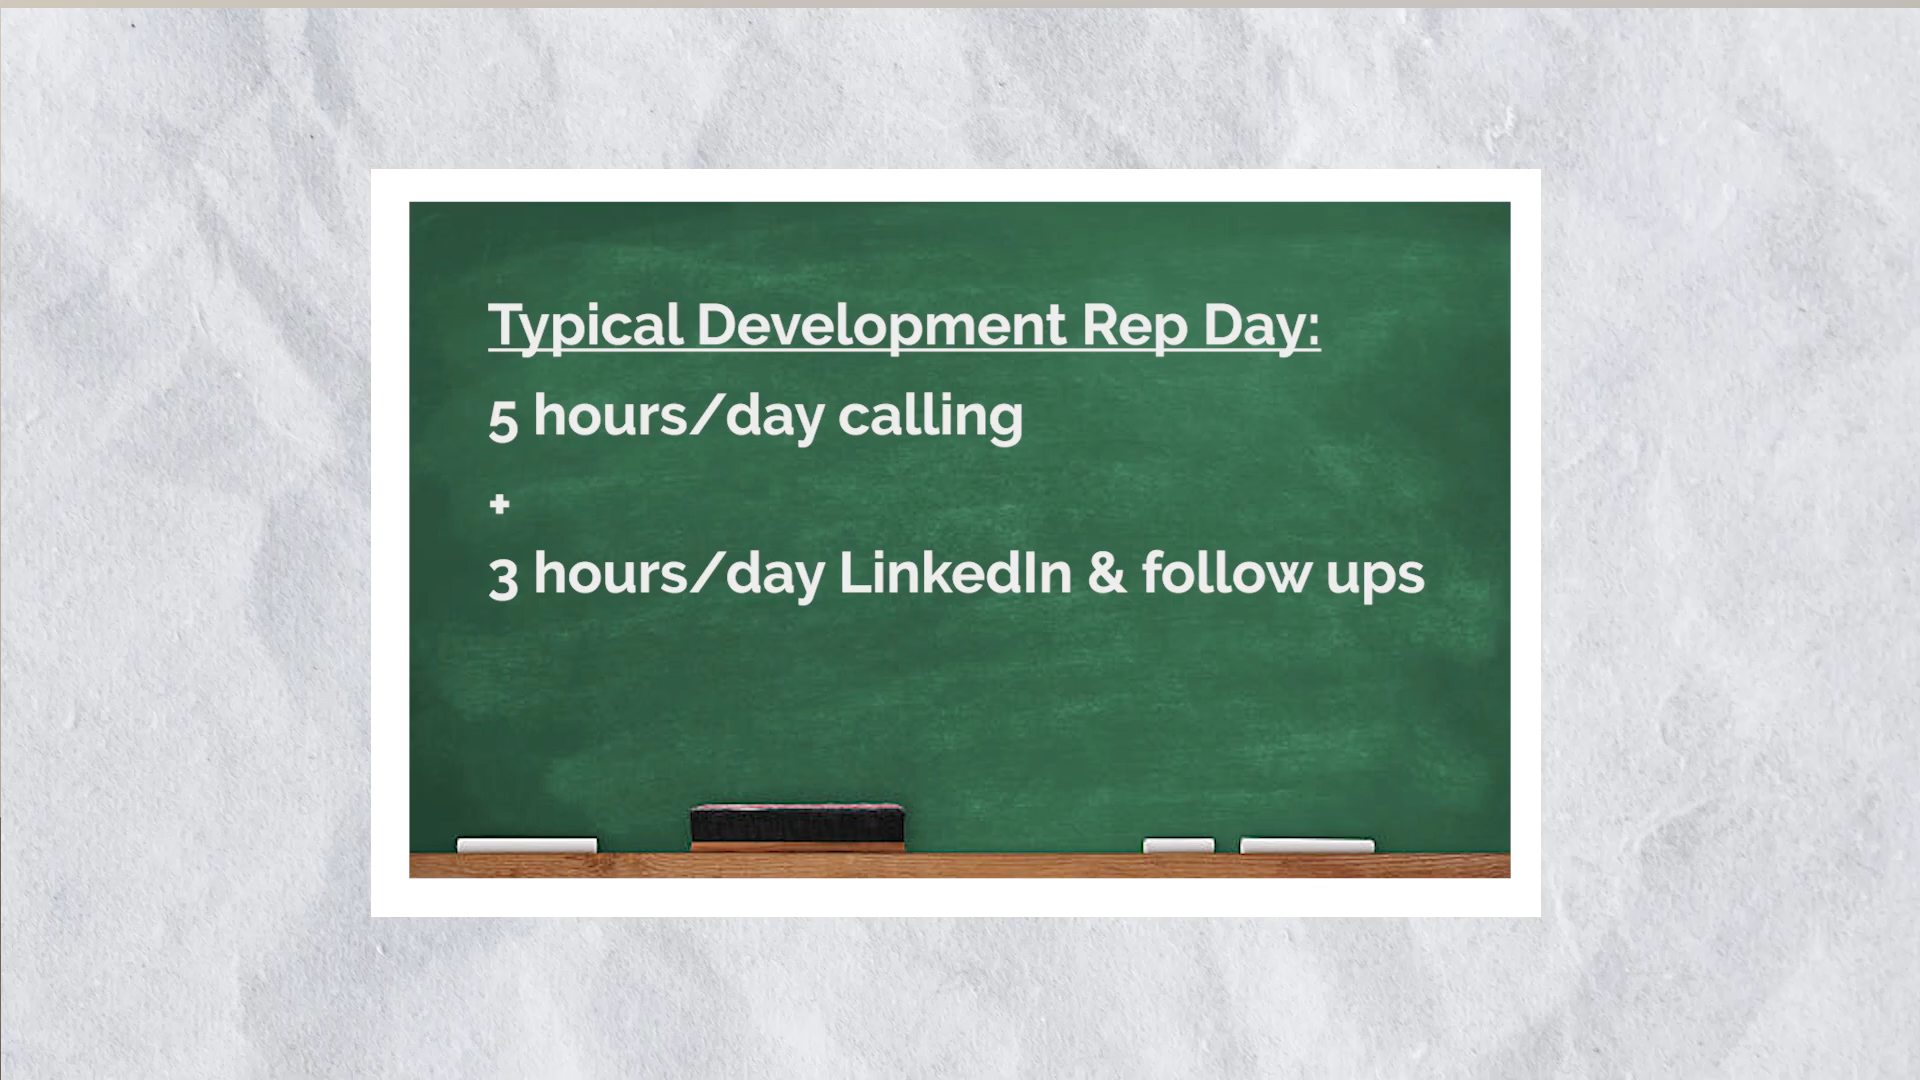 Typical Development Rep Day:
5 hours/day calling
+
3 hours/day LinkedIn & follow ups